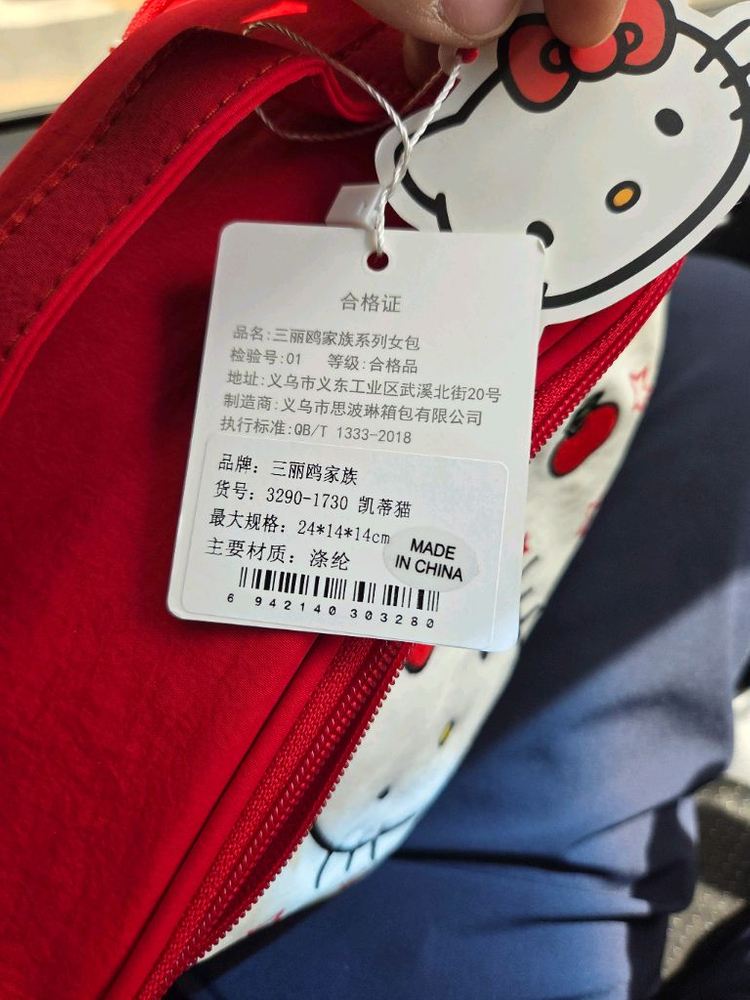 合格证
品名:三丽鸥家族系列女包
检验号:01 等级:合格品
地址:义乌市义东工业区武溪北街20号
制造商:义乌市思波琳箱包有限公司
执行标准:QB/T 1333-2018
品牌：三丽鸥家族
货号：3290-1730 凯蒂猫
最大规格：24*14*14cm
主要材质：涤纶
MADE
IN CHINA
6 942140 303280